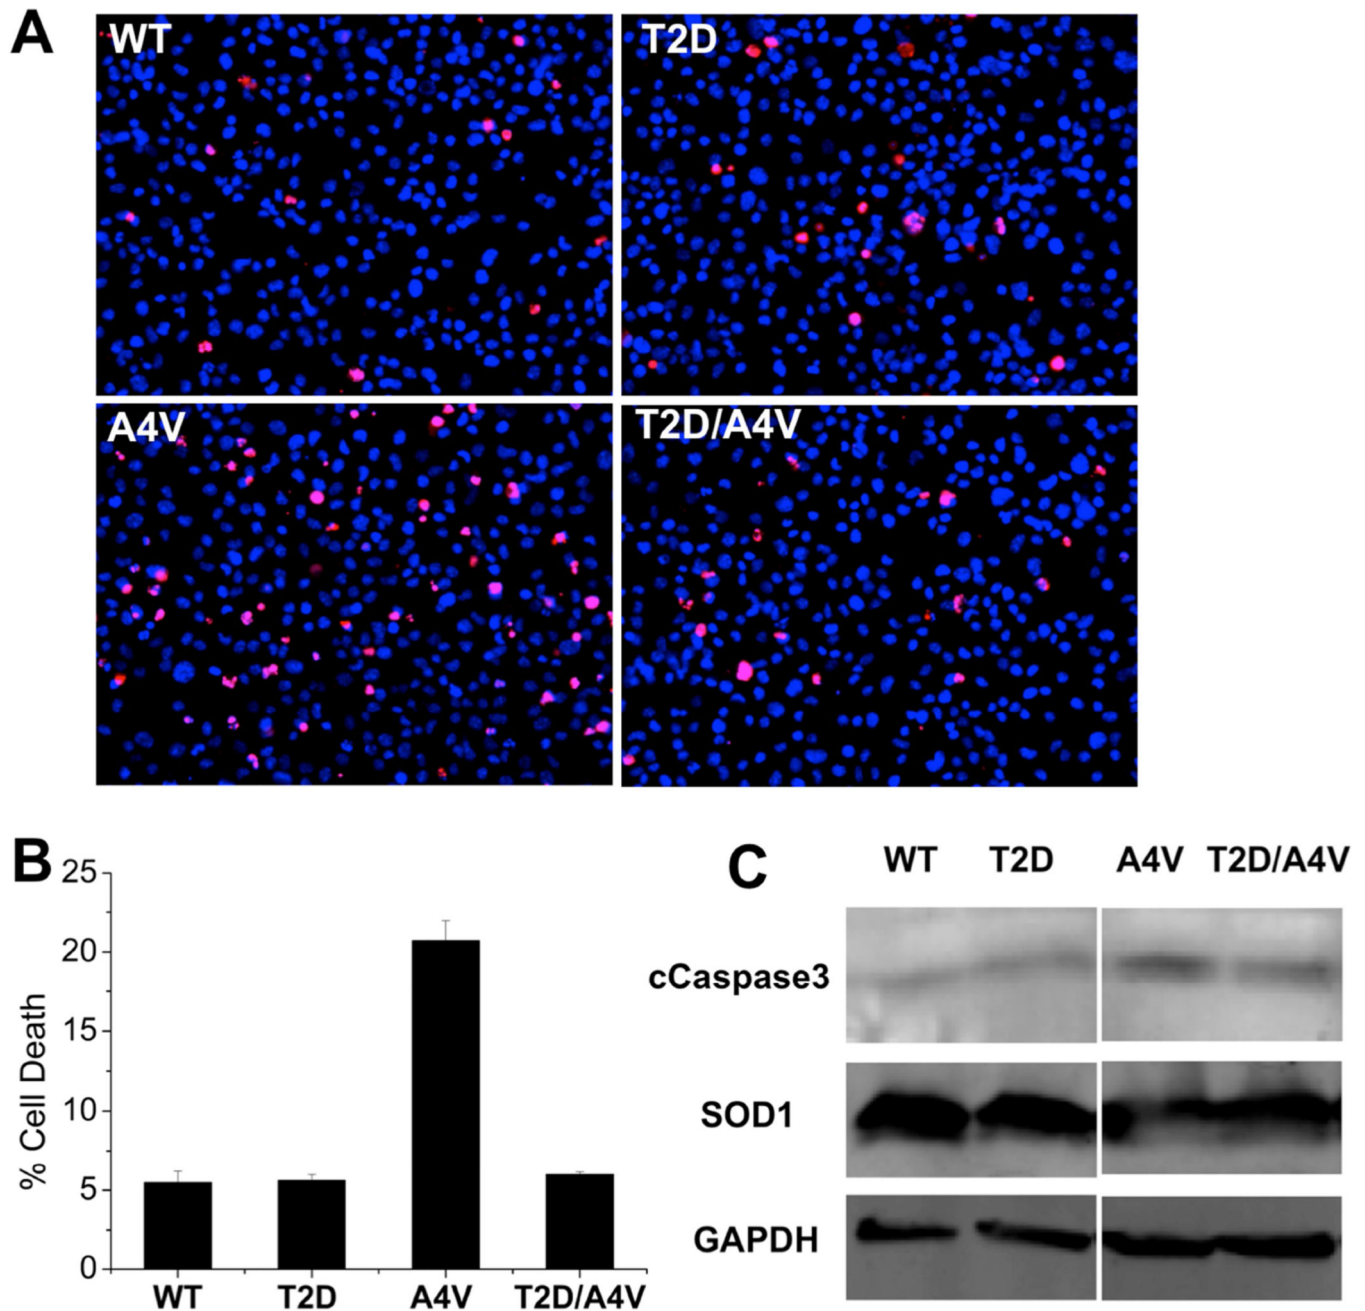 A
WT
T2D
A4V
T2D/A4V
B
25
20
15
10
5
0
% Cell Death
WT
T2D
A4V
T2D/A4V
C
WT
T2D
A4V
T2D/A4V
cCaspase3
SOD1
GAPDH